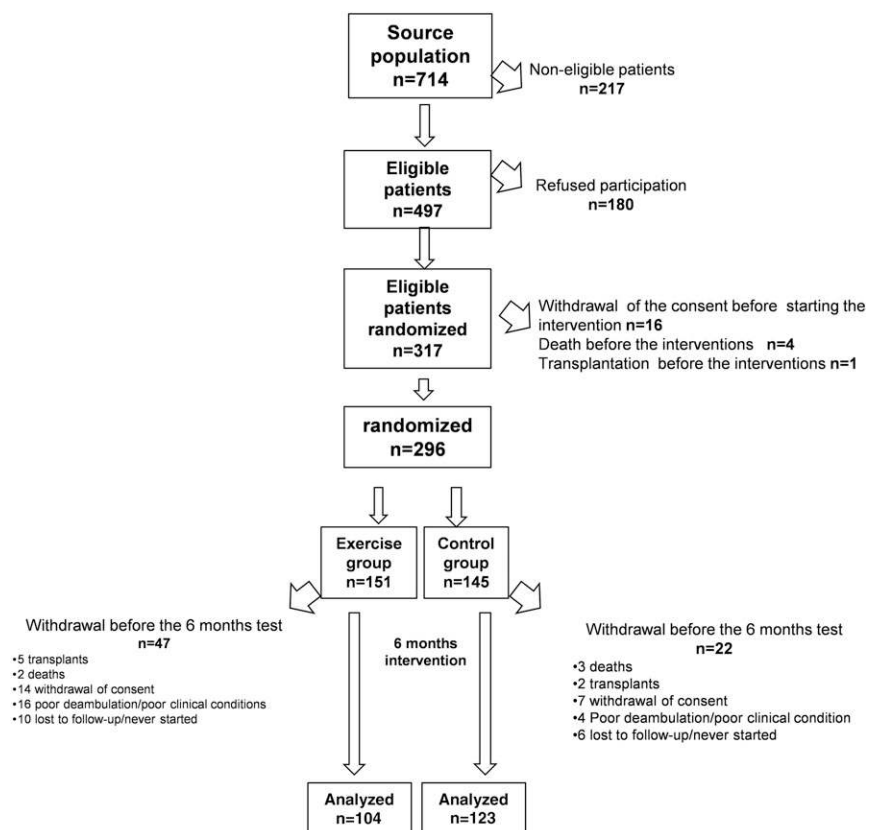 Source
population
n=714
Non-eligible patients
n=217
Eligible
patients
n=497
Refused participation
n=180
Eligible
patients
randomized
n=317
Withdrawal of the consent before starting the
intervention n=16
Death before the interventions n=4
Transplantation before the interventions n=1
randomized
n=296
Exercise
group
n=151
Control
group
n=145
Withdrawal before the 6 months test
n=47
•5 transplants
•2 deaths
•14 withdrawal of consent
•16 poor deambulation/poor clinical conditions
•10 lost to follow-up/never started
6 months
intervention
Withdrawal before the 6 months test
n=22
•3 deaths
•2 transplants
•7 withdrawal of consent
•4 Poor deambulation/poor clinical condition
•6 lost to follow-up/never started
Analyzed
n=104
Analyzed
n=123